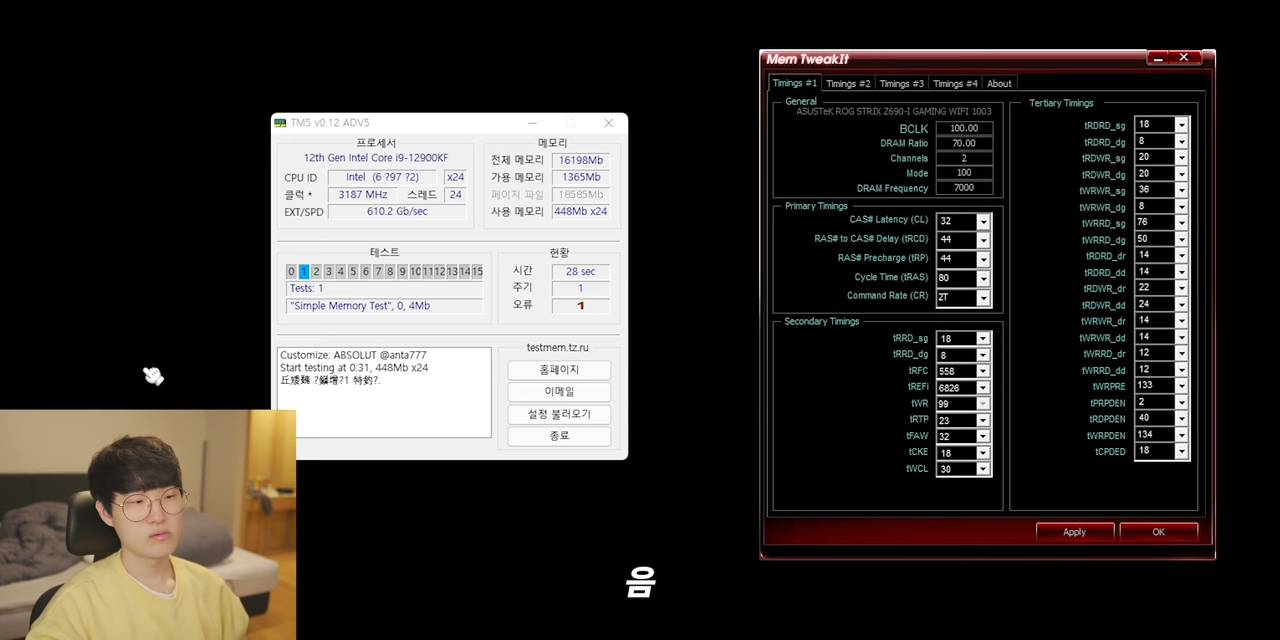 TM5 v0.12 ADV5
프로세서
12th Gen Intel Core i9-12900KF
CPU ID Intel (6 ?97 ?2) x24
클럭 * 3187 MHz 스레드 24
EXT/SPD 610.2 Gb/sec
메모리
전체 메모리 16198Mb
가용 메모리 1365Mb
페이지 파일 18585Mb
사용 메모리 448Mb x24
테스트
0 1 2 3 4 5 6 7 8 9 10 11 12 13 14 15
Tests: 1
"Simple Memory Test", 0, 4Mb
현황
시간 28 sec
주기 1
오류 1
Customize: ABSOLUT @anta777
Start testing at 0:31, 448Mb x24
testmem.tz.ru
홈페이지
이메일
설정 불러오기
종료
Mem TweakIt
Timings #1 Timings #2 Timings #3 Timings #4 About
General
ASUSTeK ROG STRIX Z690-I GAMING WIFI 1003
BCLK 100.00
DRAM Ratio 70.00
Channels 2
Mode 100
DRAM Frequency 7000
Primary Timings
CAS# Latency (CL) 32
RAS# to CAS# Delay (tRCD) 44
RAS# Precharge (tRP) 44
Cycle Time (tRAS) 80
Command Rate (CR) 2T
Secondary Timings
tRRD_sg 18
tRRD_dg 8
tRFC 558
tREFi 6826
tWR 99
tRTP 23
tFAW 32
tCKE 18
tWCL 30
Tertiary Timings
tRDRD_sg 18
tRDRD_dg 8
tRDWR_sg 20
tRDWR_dg 20
tWRWR_sg 36
tWRWR_dg 8
tWRRD_sg 76
tWRRD_dg 50
tRDRD_dr 14
tRDRD_dd 14
tRDWR_dr 22
tRDWR_dd 24
tWRWR_dr 14
tWRWR_dd 14
tWRRD_dr 12
tWRRD_dd 12
tWRPRE 133
tPRPDEN 2
tRDPDEN 40
tWRPDEN 134
tCPDED 18
Apply OK
음